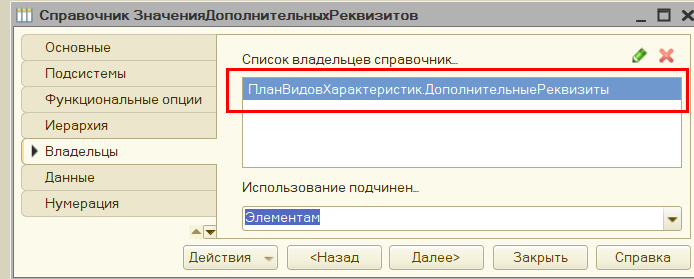 Справочник ЗначенияДополнительныхРеквизитов
Основные
Подсистемы
Функциональные опции
Иерархия
Владельцы
Данные
Нумерация
Список владельцев справочник...
ПланВидовХарактеристик.ДополнительныеРеквизиты
Использование подчинен...
Элементам
Действия
<Назад
Далее>
Закрыть
Справка